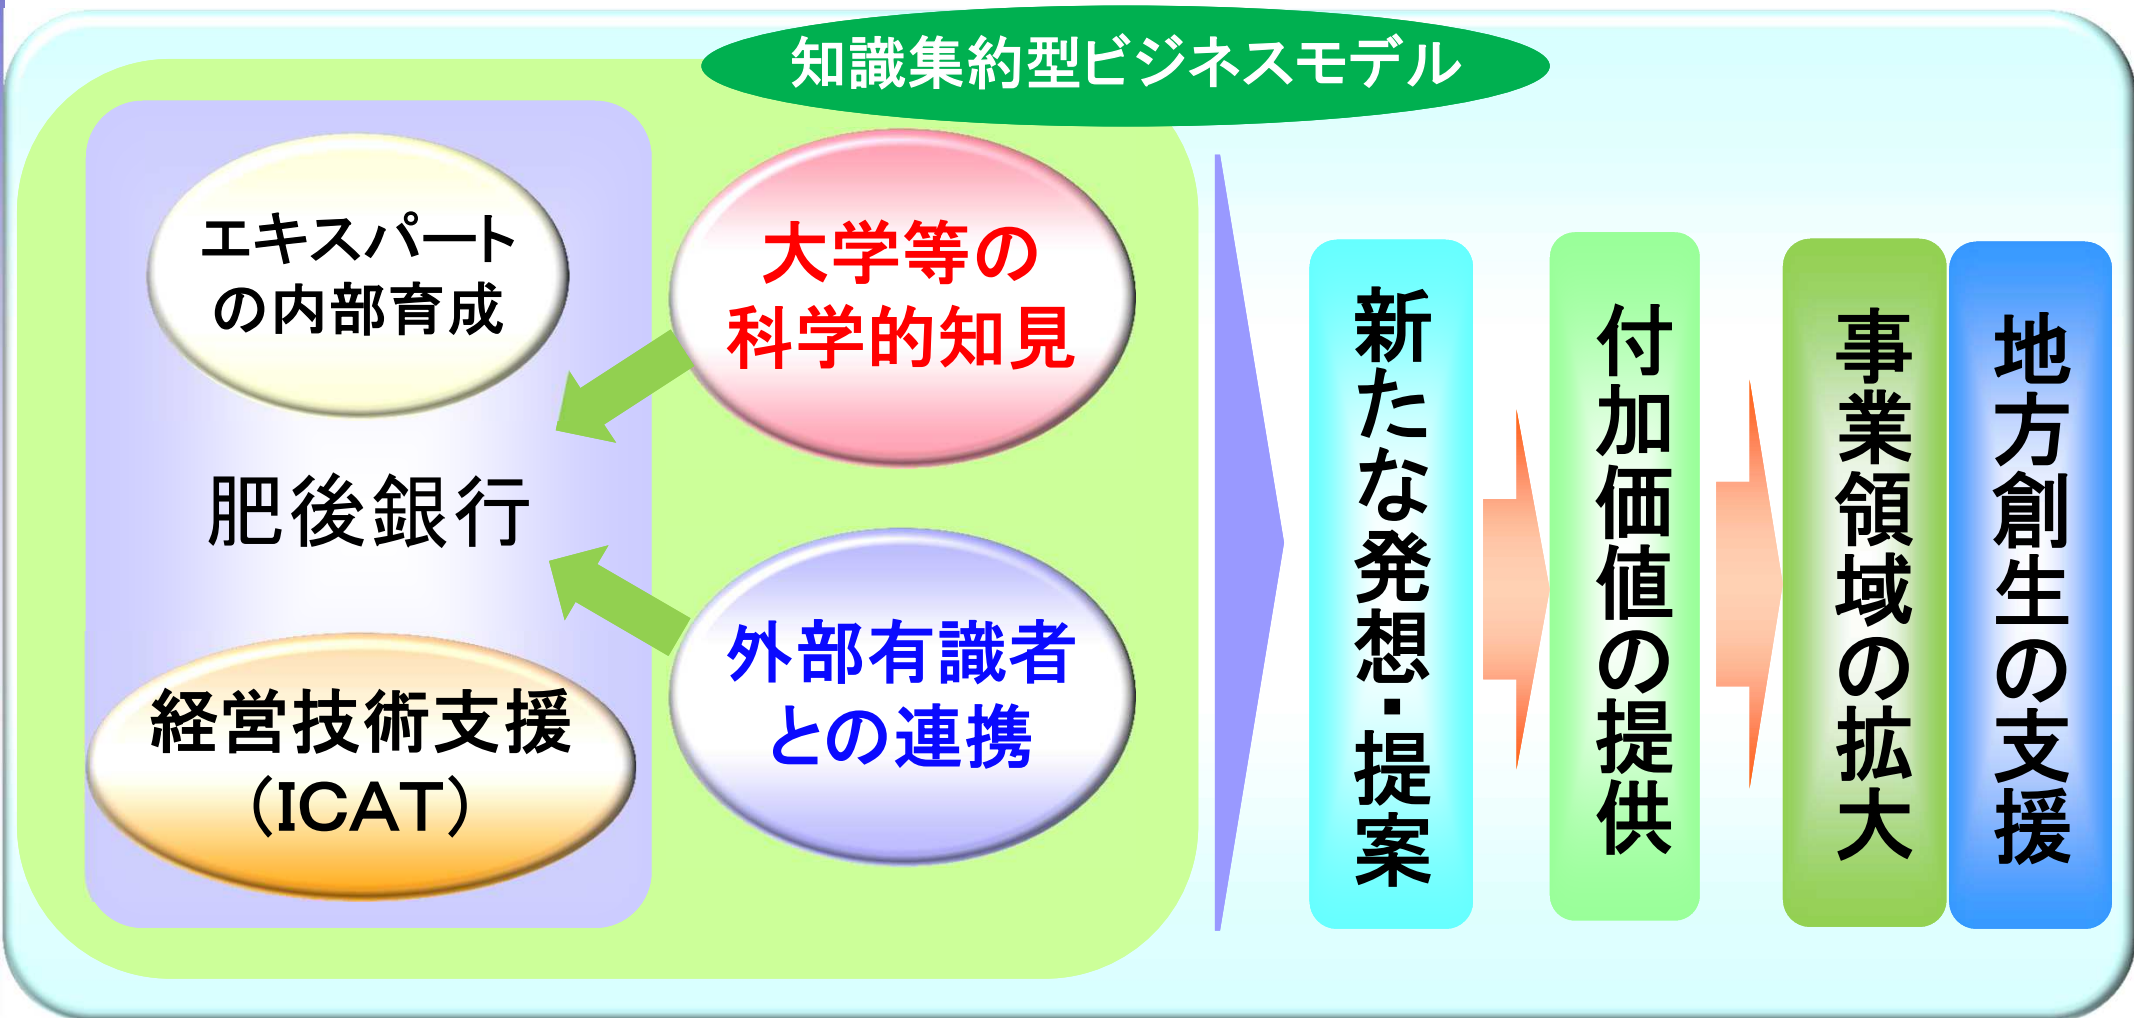 知識集約型ビジネスモデル
エキスパート
の内部育成
肥後銀行
経営技術支援
（ICAT）
大学等の
科学的知見
外部有識者
との連携
新たな発想・提案
付加価値の提供
事業領域の拡大
地方創生の支援